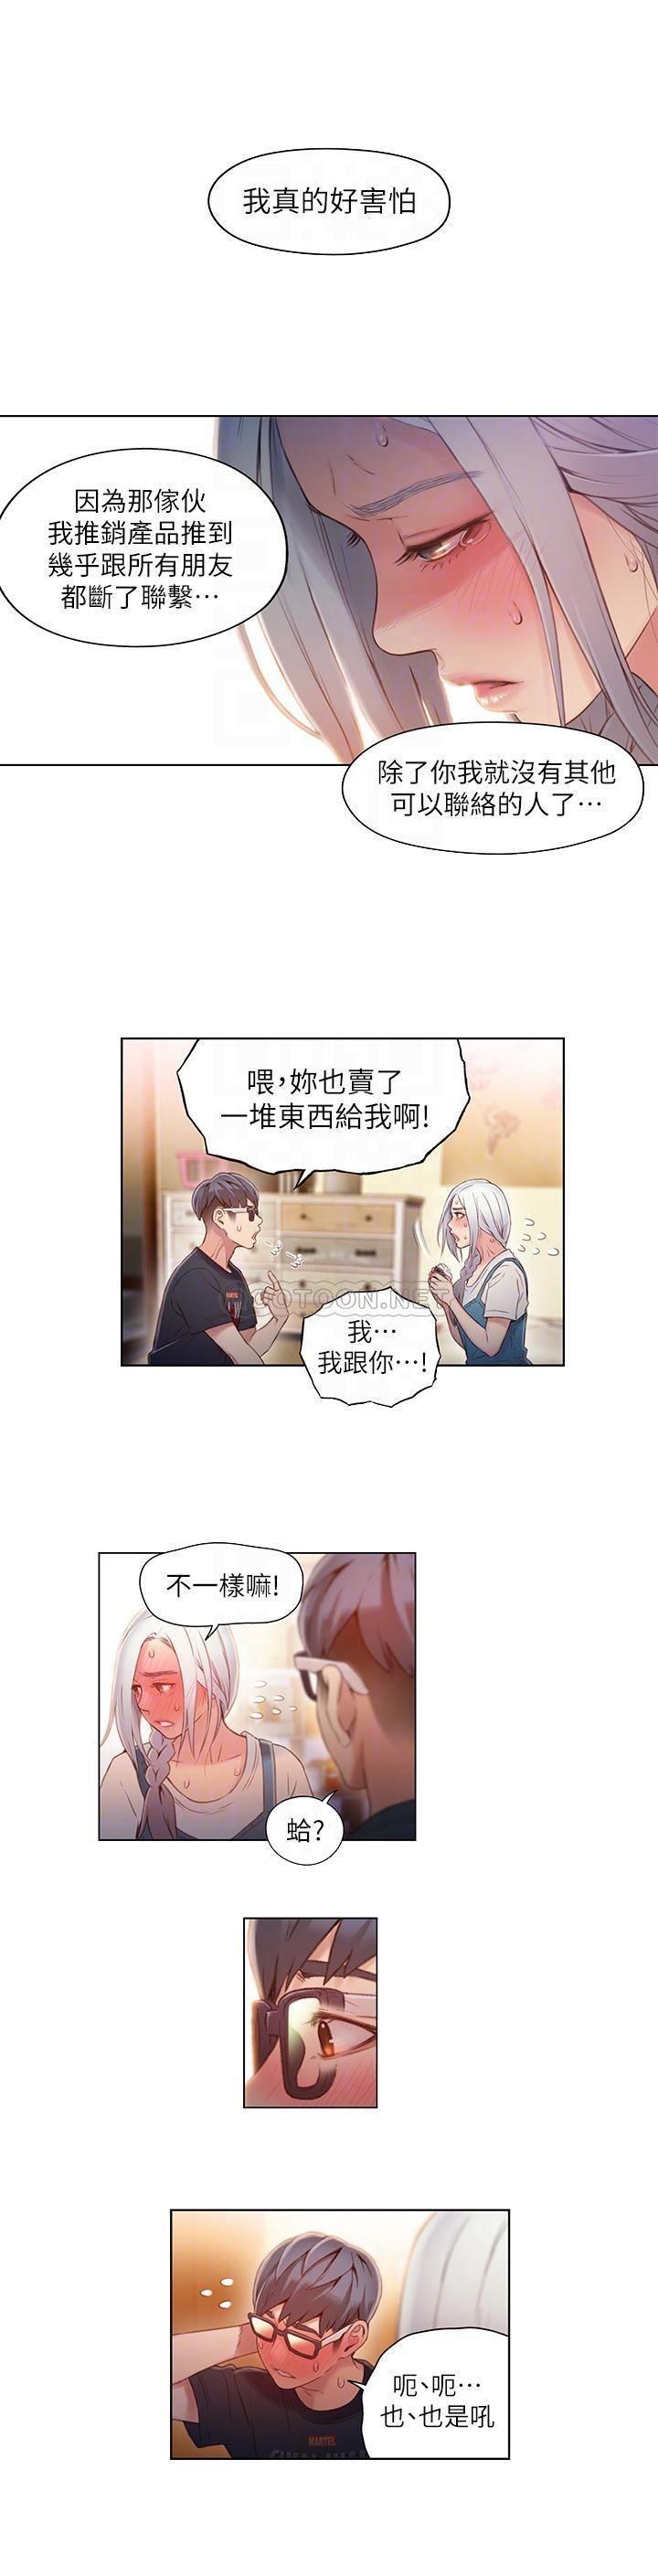 我真的好害怕
因為那傢伙
我推銷產品推到
幾乎跟所有朋友
都斷了聯繫…
除了你我就沒有其他
可以聯絡的人了…
喂，妳也賣了
一堆東西給我啊！
我…
我跟你…！
不一樣嘛！
蛤？
呃、呃…
也、也是吼
MARTEL